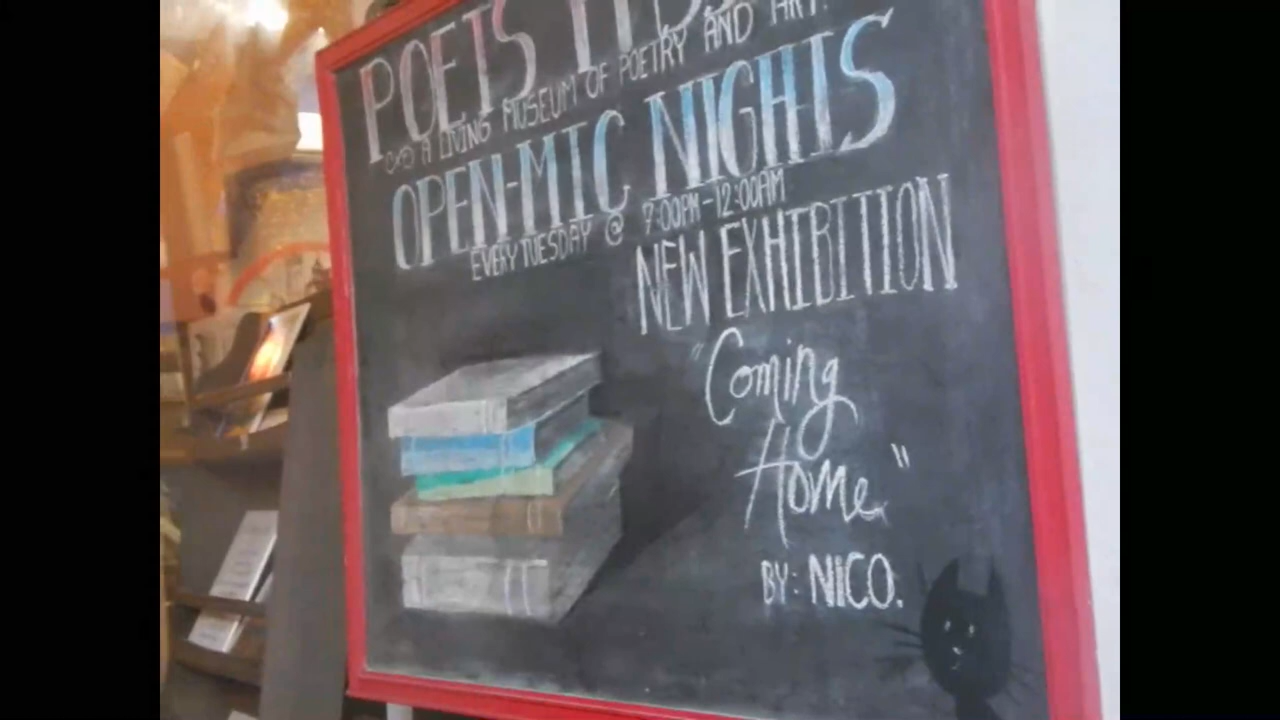 POETS
A LIVING MUSEUM OF POETRY AND ART.
OPEN-MIC NIGHTS
EVERY TUESDAY @ 7:00PM-12:00AM
NEW EXHIBITION
"Coming
Home"
BY: NICO.